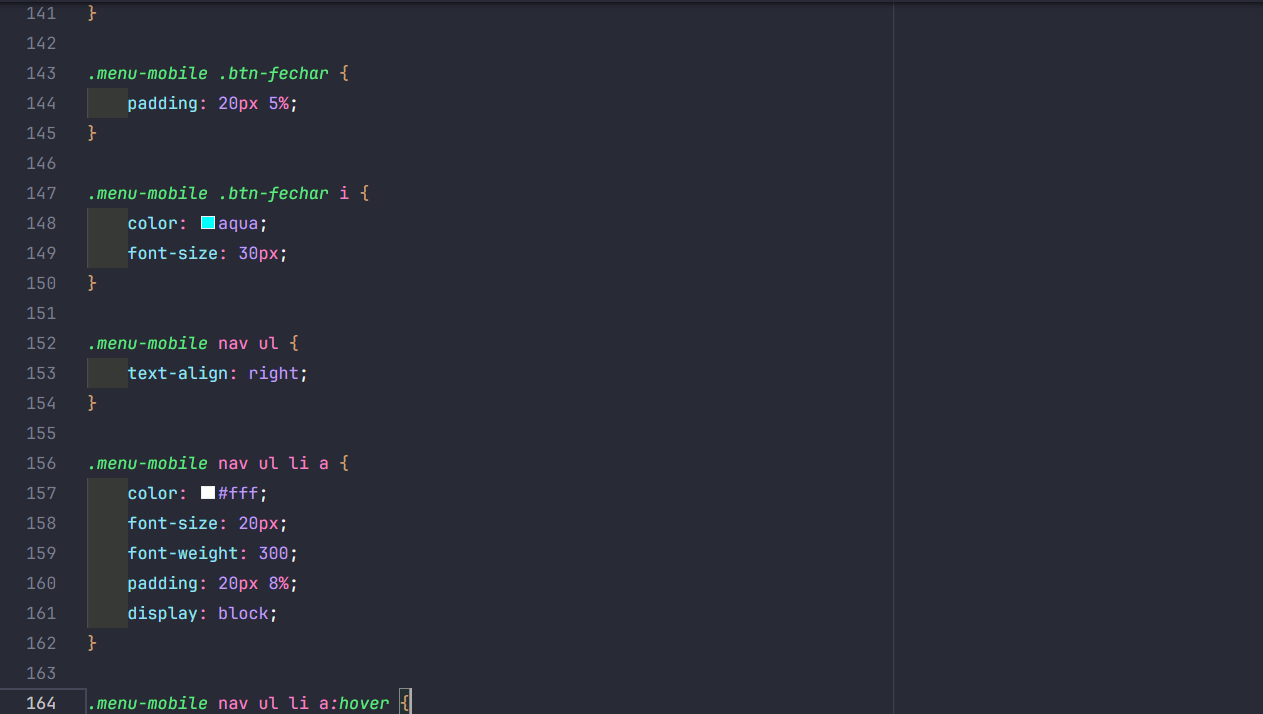 141 }
142
143 .menu-mobile .btn-fechar {
144     padding: 20px 5%;
145 }
146
147 .menu-mobile .btn-fechar i {
148     color: aqua;
149     font-size: 30px;
150 }
151
152 .menu-mobile nav ul {
153     text-align: right;
154 }
155
156 .menu-mobile nav ul li a {
157     color: #fff;
158     font-size: 20px;
159     font-weight: 300;
160     padding: 20px 8%;
161     display: block;
162 }
163
164 .menu-mobile nav ul li a:hover {